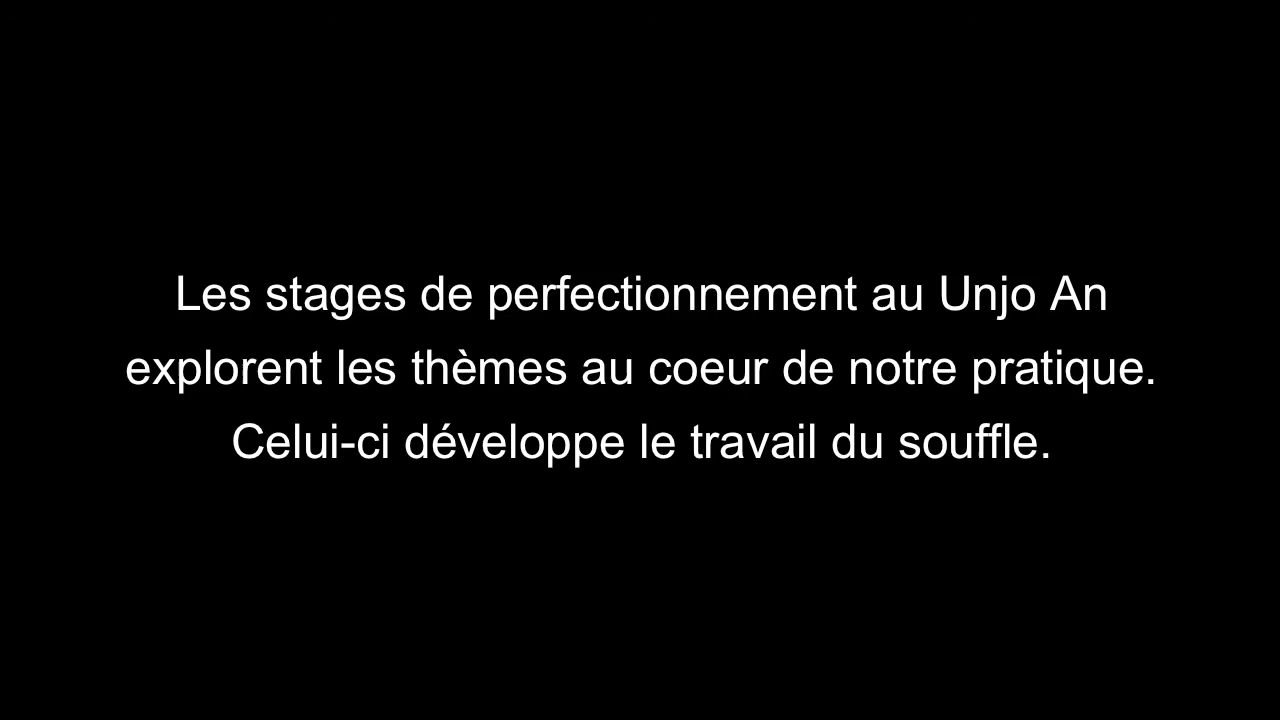 Les stages de perfectionnement au Unjo An
explorent les thèmes au coeur de notre pratique.
Celui-ci développe le travail du souffle.